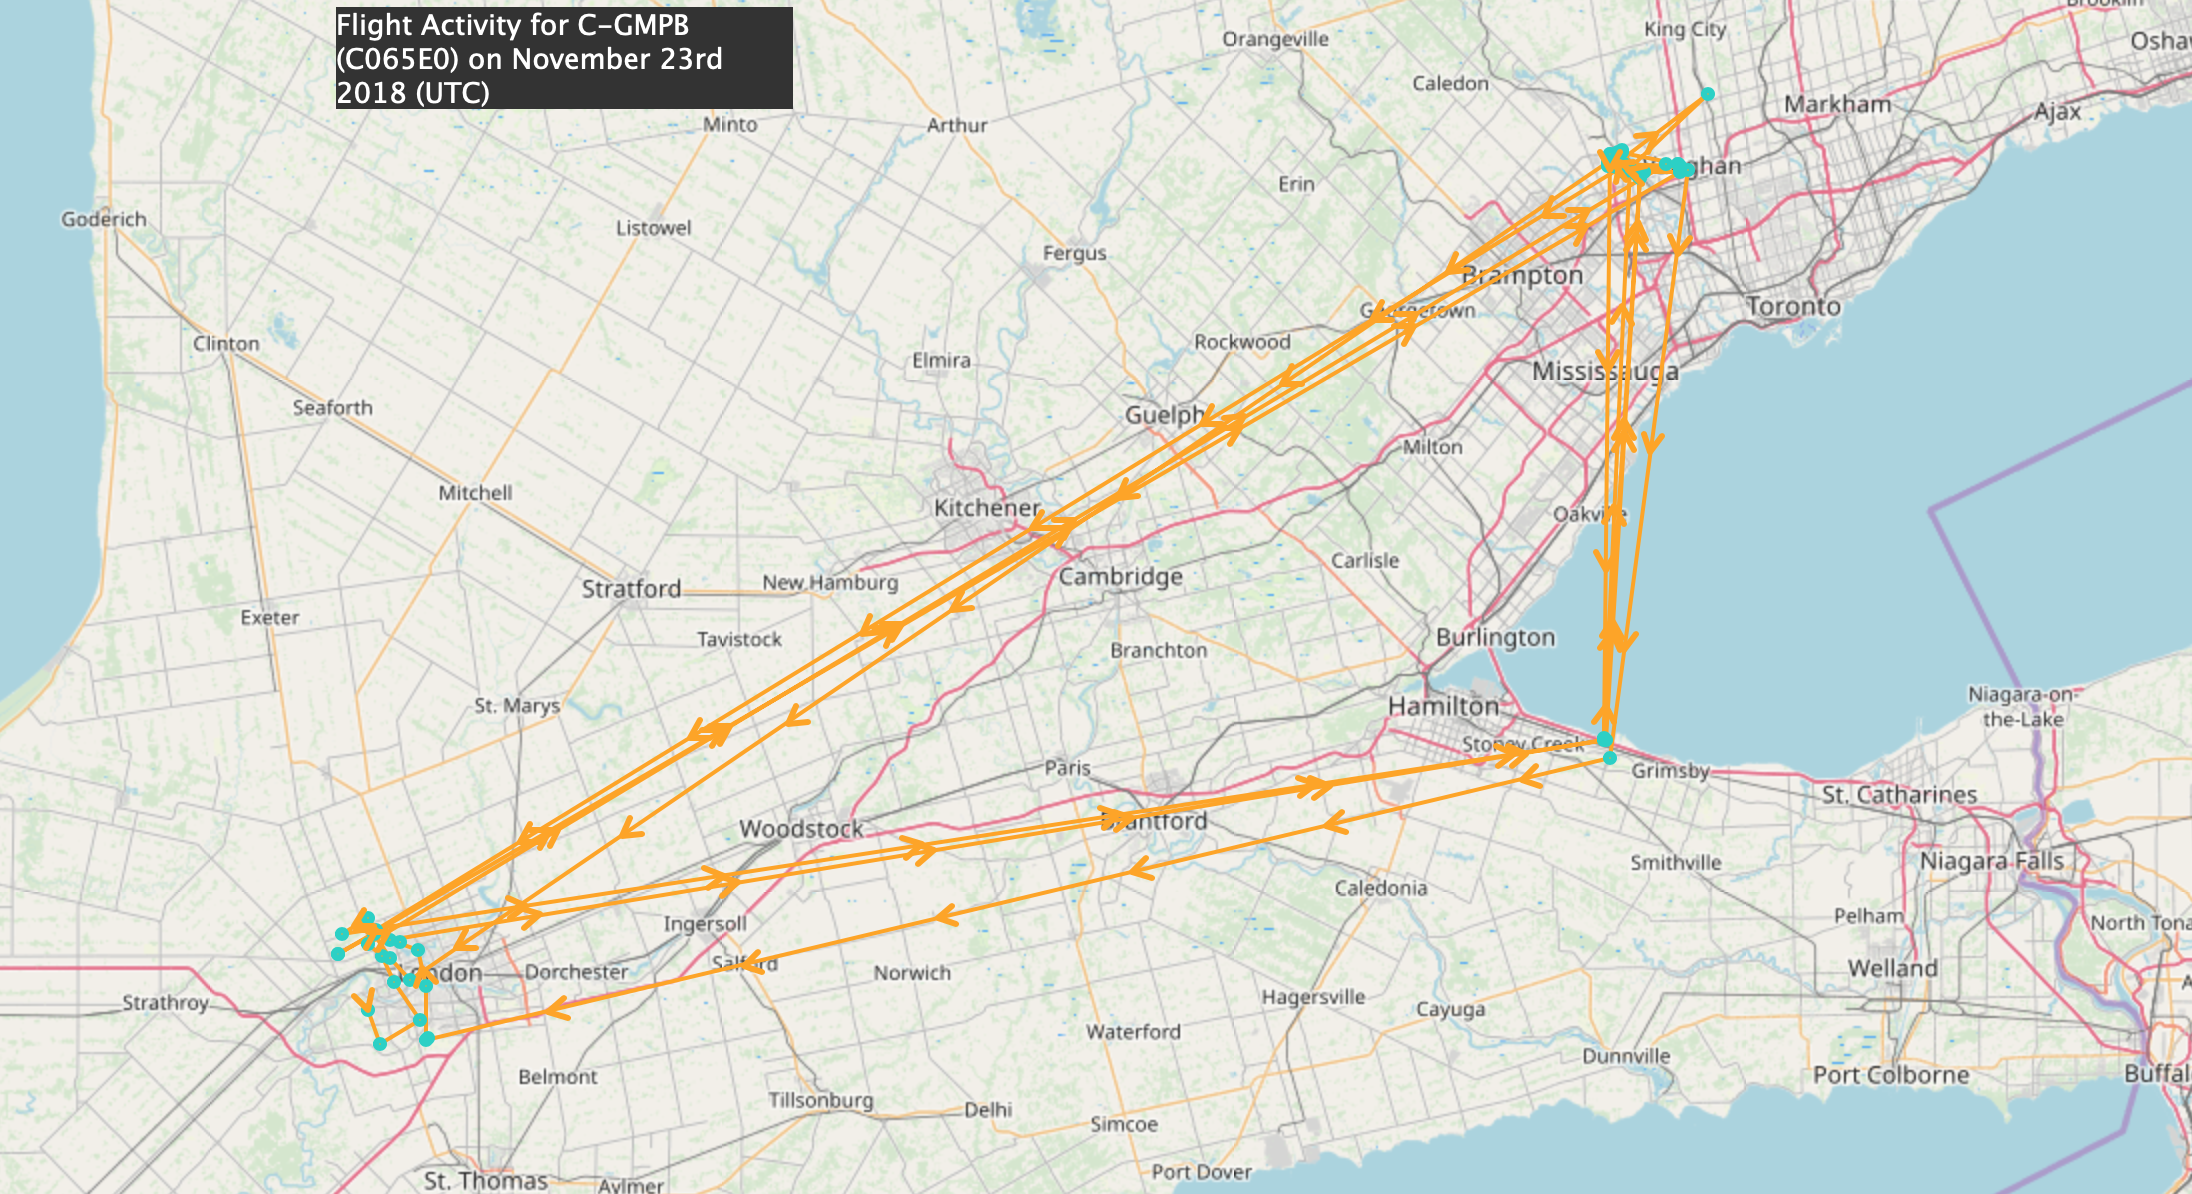 Flight Activity for C-GMPB
(C065E0) on November 23rd
2018 (UTC)
King City
Orangeville
Osha
Caledon
Markham
Ajax
Minto
Arthur
ghan
Erin
Goderich
Listowel
Fergus
Brampton
Toronto
Georgetown
Clinton
Rockwood
Elmira
Mississauga
Seaforth
Guelph
Milton
Mitchell
Kitchener
Oakville
Carlisle
Cambridge
New Hamburg
Stratford
Exeter
Tavistock
Burlington
Branchton
Niagara-on-
the-Lake
St. Marys
Hamilton
Stoney Creek
Paris
Grimsby
St. Catharines
Brantford
Woodstock
Niagara Falls
Smithville
Caledonia
Pelham
North Tona
Ingersoll
Salford
London
Dorchester
Norwich
Welland
Strathroy
Hagersville
Cayuga
Waterford
Dunnville
Belmont
Port Colborne
Buffal
Tillsonburg
Delhi
Simcoe
Port Dover
St. Thomas
Aylmer